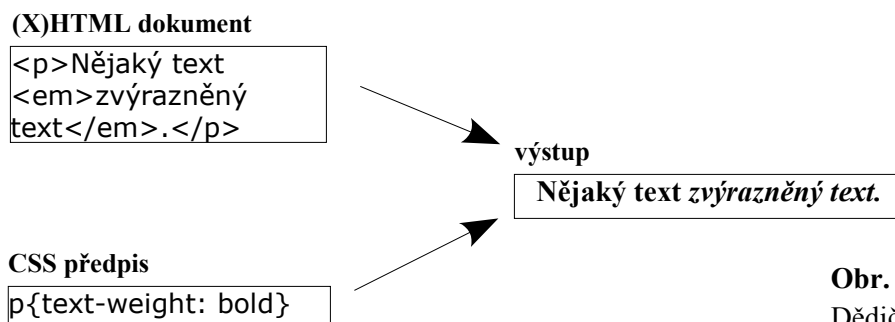 (X)HTML dokument
<p>Nějaký text
<em>zvýrazněný
text</em>.</p>
výstup
Nějaký text zvýrazněný text.
CSS předpis
p{text-weight: bold}
Obr.
Dědič